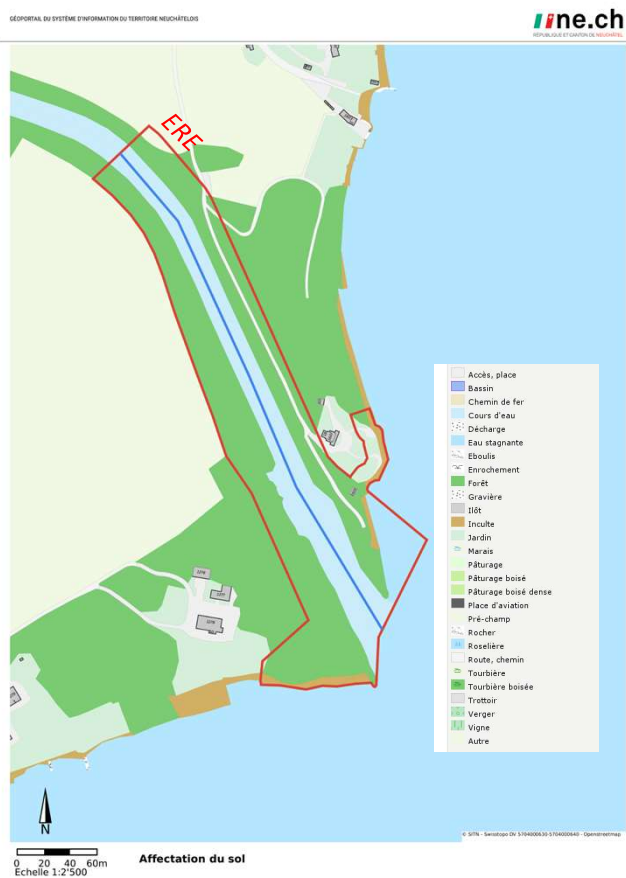 GÉOPORTAIL DU SYSTÈME D'INFORMATION DU TERRITOIRE NEUCHÂTELOIS
ne.ch
RÉPUBLIQUE ET CANTON DE NEUCHÂTEL
ERE
Accès, place
Bassin
Chemin de fer
Cours d'eau
Décharge
Eau stagnante
Eboulis
Enrochement
Forêt
Gravière
Ilôt
Inculte
Jardin
Marais
Pâturage
Pâturage boisé
Pâturage boisé dense
Place d'aviation
Pré-champ
Rocher
Roselière
Route, chemin
Tourbière
Tourbière boisée
Trottoir
Verger
Vigne
Autre
N
© SITN - Swisstopo DV 5704000630 5704000640 - Openstreetmap
0 20 40 60m
Echelle 1:2'500
Affectation du sol